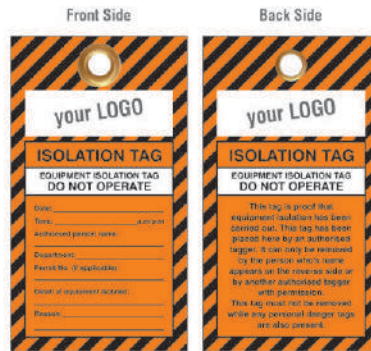 Front Side
Back Side
your LOGO
ISOLATION TAG
EQUIPMENT ISOLATION TAG
DO NOT OPERATE
Date:
Time: a.m/p.m
Authorised person name:
Department:
Permit No. (if applicable):
Detail of equipment isolated:
Reason:
your LOGO
ISOLATION TAG
EQUIPMENT ISOLATION TAG
DO NOT OPERATE
This tag is proof that
equipment isolation has been
carried out. This tag has been
placed here by an authorised
tagger. It can only be removed
by the person who's name
appears on the reverse side or
by another authorised tagger
with permission.
This tag must not be removed
while any personal danger tags
are also present.